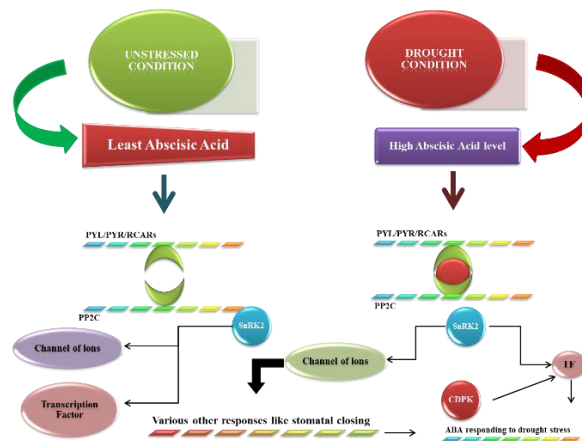 UNSTRESSED
CONDITION
DROUGHT
CONDITION
Least Abscisic Acid
High Abscisic Acid level
PYL/PYR/RCARs
PYL/PYR/RCARs
PP2C
PP2C
SnRK2
SnRK2
Channel of ions
Channel of ions
TF
Transcription
Factor
CDPK
Various other responses like stomatal closing
ABA responding to drought stress